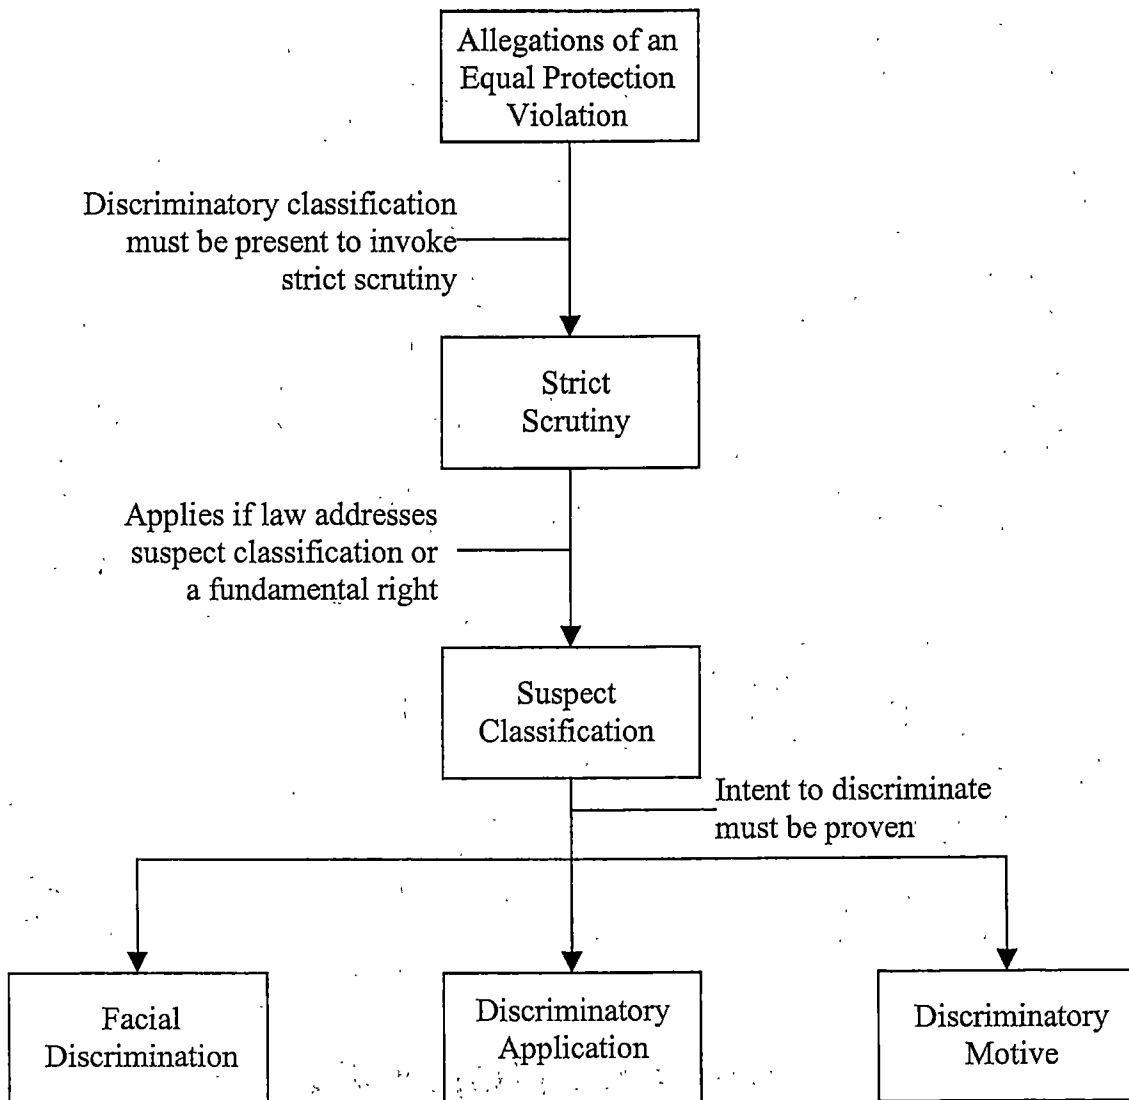 Allegations of an
Equal Protection
Violation
Discriminatory classification
must be present to invoke
strict scrutiny
Strict
Scrutiny
Applies if law addresses
suspect classification or
a fundamental right
Suspect
Classification
Intent to discriminate
must be proven
Facial
Discrimination
Discriminatory
Application
Discriminatory
Motive